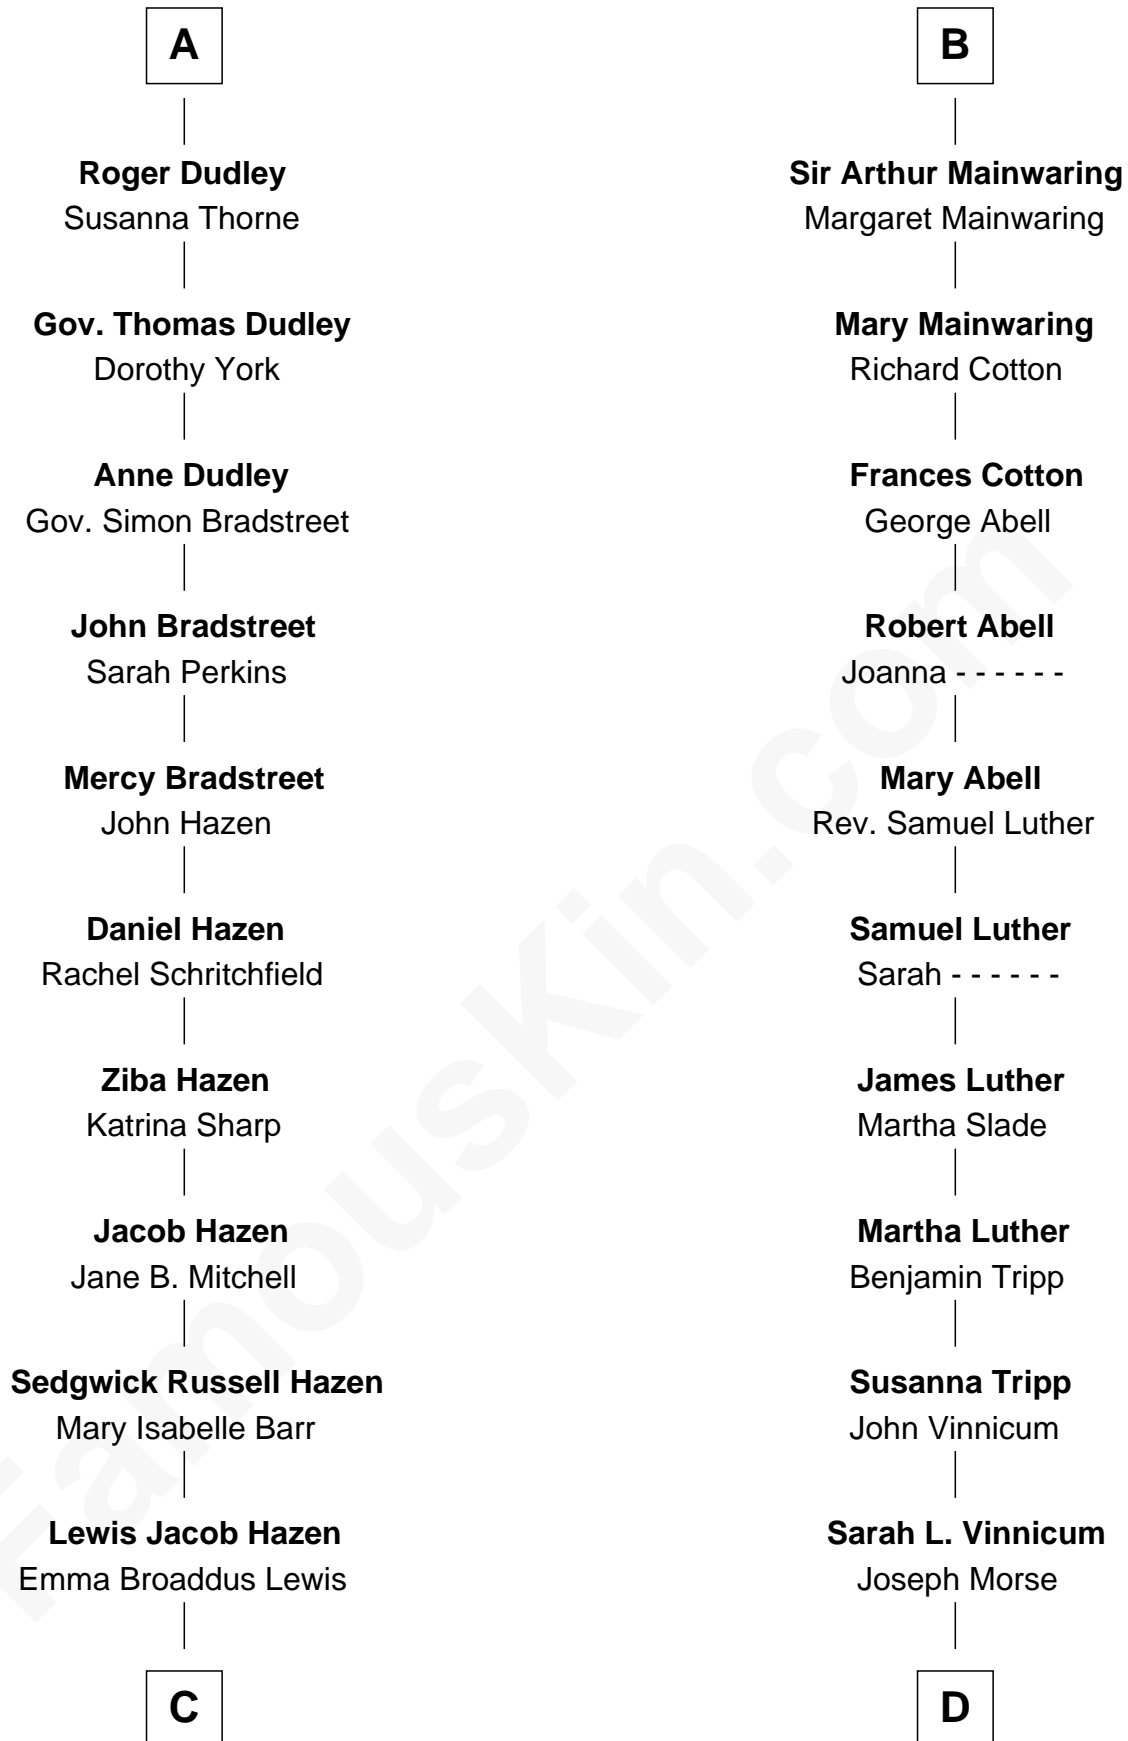 A
Roger Dudley
Susanna Thorne
Gov. Thomas Dudley
Dorothy York
Anne Dudley
Gov. Simon Bradstreet
John Bradstreet
Sarah Perkins
Mercy Bradstreet
John Hazen
Daniel Hazen
Rachel Schritchfield
Ziba Hazen
Katrina Sharp
Jacob Hazen
Jane B. Mitchell
Sedgwick Russell Hazen
Mary Isabelle Barr
Lewis Jacob Hazen
Emma Broaddus Lewis
C
B
Sir Arthur Mainwaring
Margaret Mainwaring
Mary Mainwaring
Richard Cotton
Frances Cotton
George Abell
Robert Abell
Joanna - - - - - -
Mary Abell
Rev. Samuel Luther
Samuel Luther
Sarah - - - - - -
James Luther
Martha Slade
Martha Luther
Benjamin Tripp
Susanna Tripp
John Vinnicum
Sarah L. Vinnicum
Joseph Morse
D
FamousKin.com